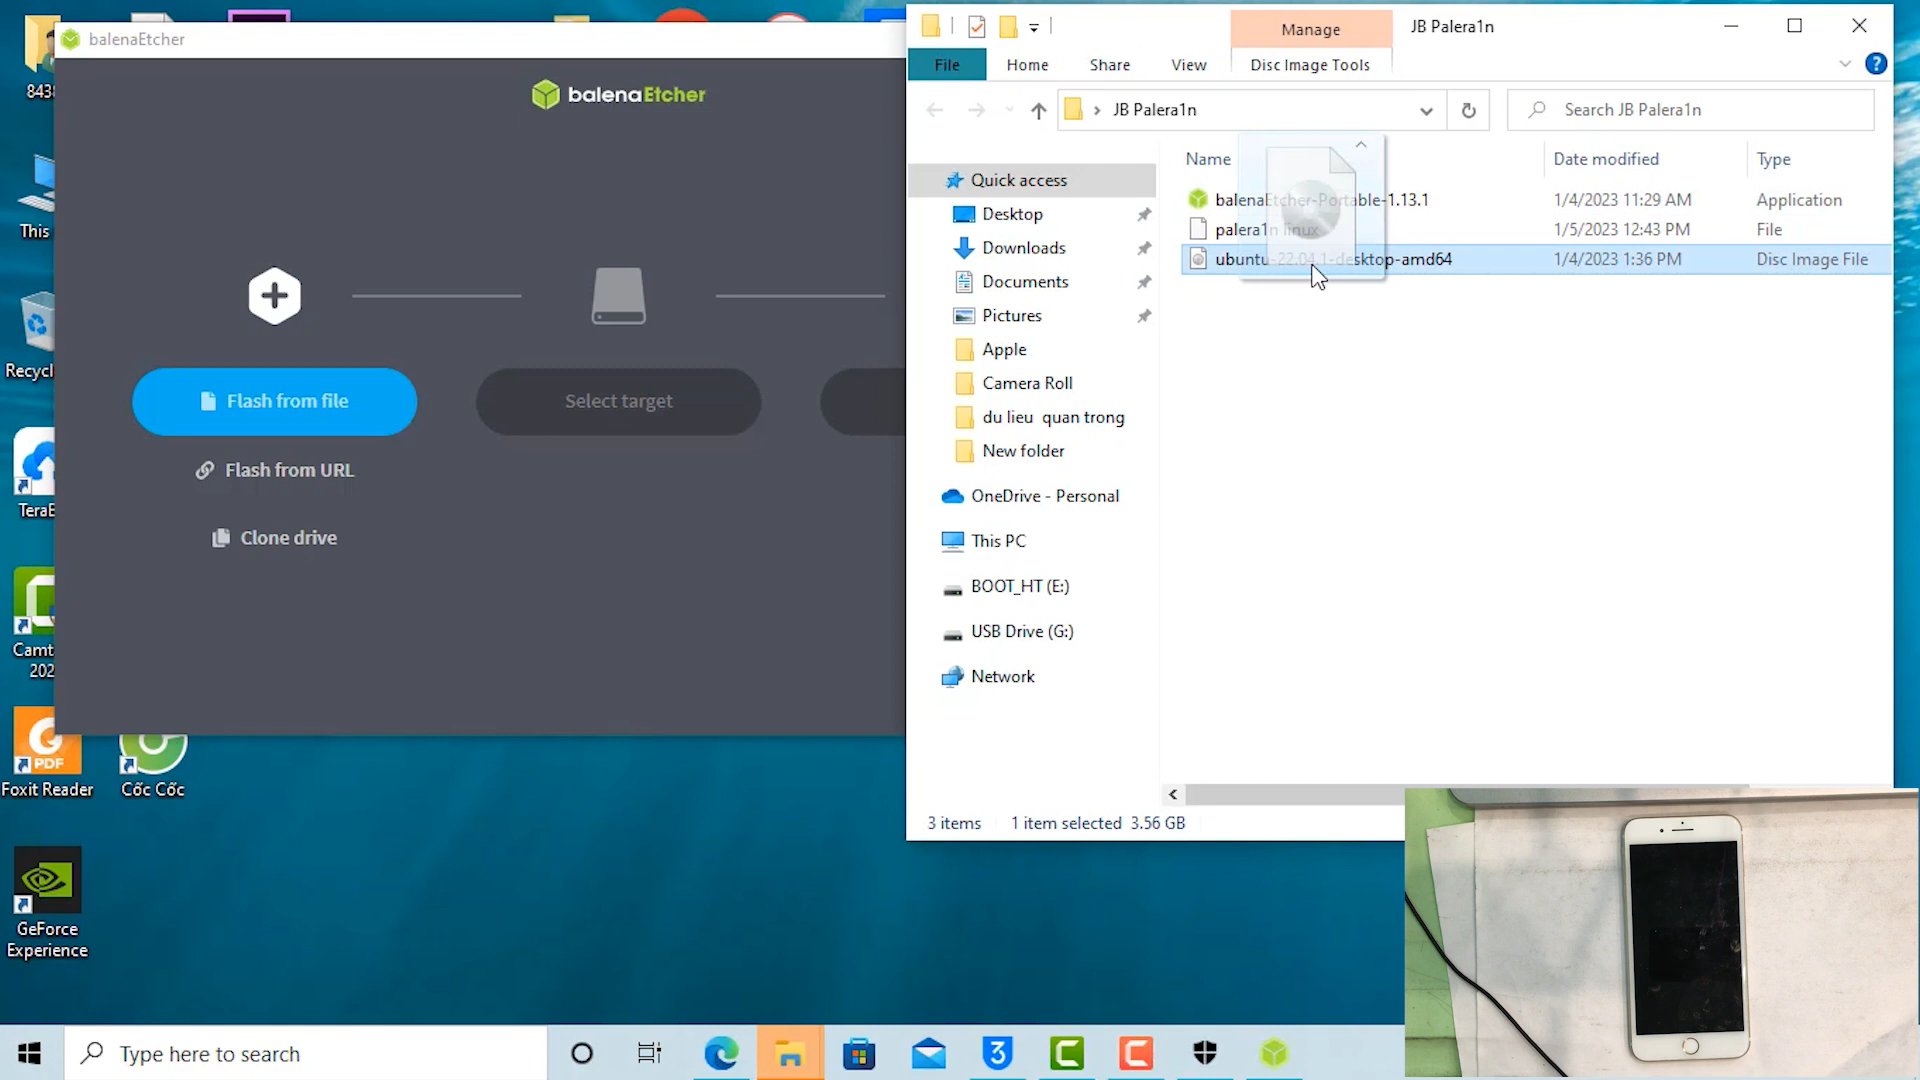 balenaEtcher
balenaEtcher
Flash from file
Select target
Flash from URL
Clone drive
Manage
JB Palera1n
File
Home
Share
View
Disc Image Tools
JB Palera1n
Search JB Palera1n
Name
Date modified
Type
balenaEtcher-Portable-1.13.1
1/4/2023 11:29 AM
Application
palera1n linux
1/5/2023 12:43 PM
File
ubuntu-22.04.1-desktop-amd64
1/4/2023 1:36 PM
Disc Image File
Quick access
Desktop
Downloads
Documents
Pictures
Apple
Camera Roll
du lieu quan trong
New folder
OneDrive - Personal
This PC
BOOT_HT (E:)
USB Drive (G:)
Network
3 items
1 item selected 3.56 GB
843
This
Recycl
Tera
Camt
202
PDF
Foxit Reader
Cốc Cốc
GeForce
Experience
Type here to search